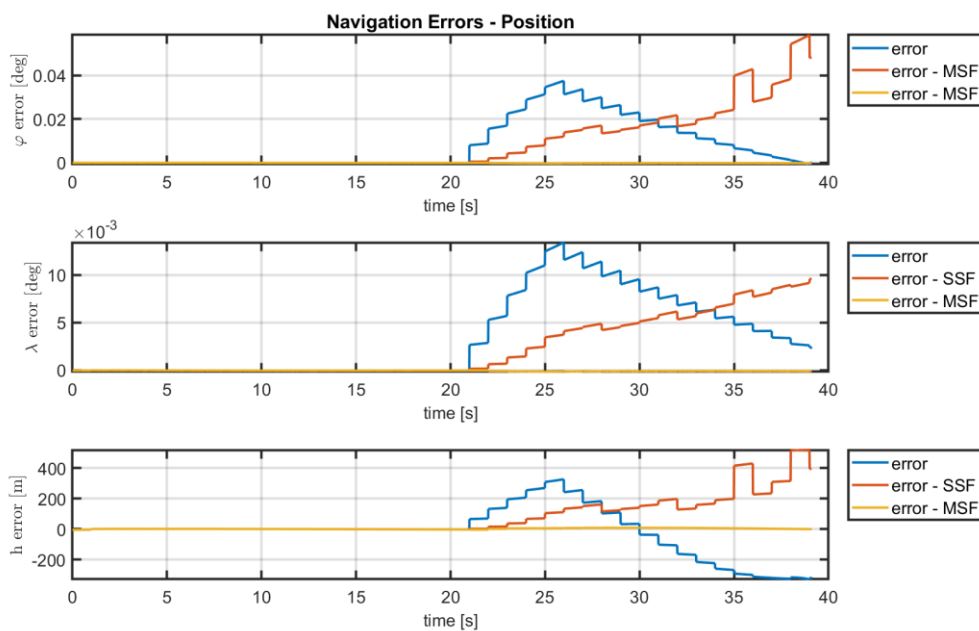 Navigation Errors - Position
φ error [deg]
0.04
0.02
0
0 5 10 15 20 25 30 35 40
time [s]
error
error - MSF
error - MSF
×10⁻³
λ error [deg]
10
5
0
0 5 10 15 20 25 30 35 40
time [s]
error
error - SSF
error - MSF
h error [m]
400
200
0
-200
0 5 10 15 20 25 30 35 40
time [s]
error
error - SSF
error - MSF